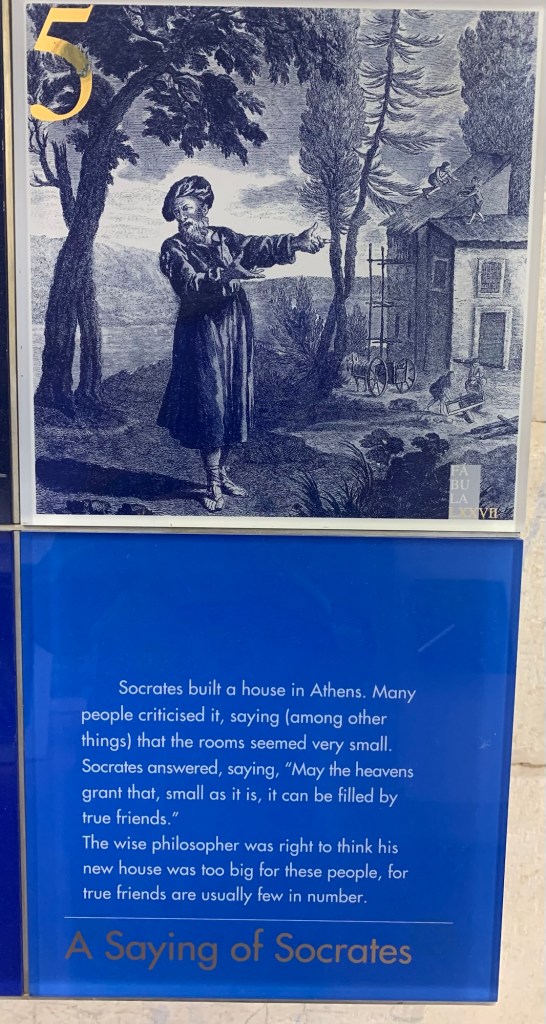 5
FA
BU
LA
LXXVII
Socrates built a house in Athens. Many
people criticised it, saying (among other
things) that the rooms seemed very small.
Socrates answered, saying, “May the heavens
grant that, small as it is, it can be filled by
true friends.”
The wise philosopher was right to think his
new house was too big for these people, for
true friends are usually few in number.
A Saying of Socrates